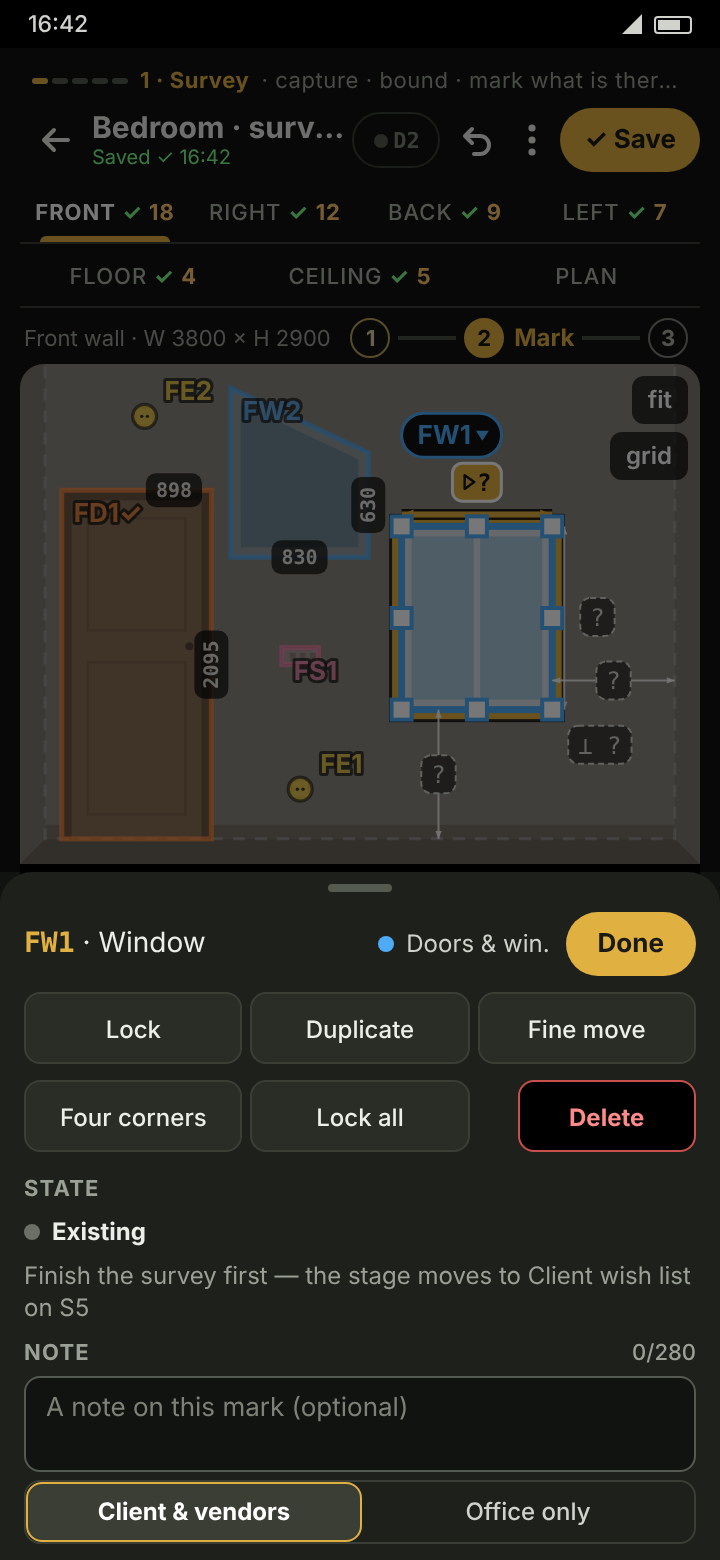 16:42
1 · Survey · capture · bound · mark what is ther…
Bedroom · surv…
Saved ✓ 16:42
D2
✓ Save
FRONT ✓ 18
RIGHT ✓ 12
BACK ✓ 9
LEFT ✓ 7
FLOOR ✓ 4
CEILING ✓ 5
PLAN
Front wall · W 3800 × H 2900
1
2 Mark
3
FE2
FW2
FW1▾
fit
grid
▷?
898
FD1✓
630
830
?
2095
FS1
?
⊥ ?
FE1
?
FW1 · Window
Doors & win.
Done
Lock
Duplicate
Fine move
Four corners
Lock all
Delete
STATE
Existing
Finish the survey first — the stage moves to Client wish list
on S5
NOTE
0/280
A note on this mark (optional)
Client & vendors
Office only